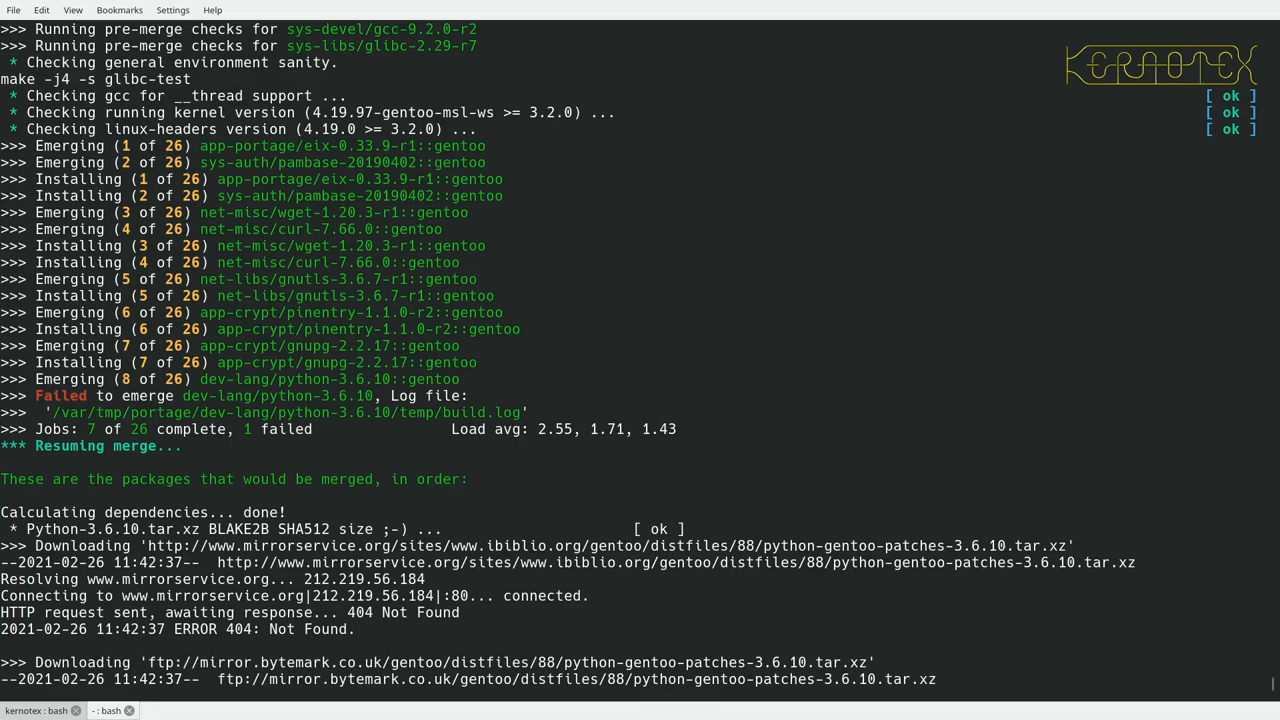 File Edit View Bookmarks Settings Help
>>> Running pre-merge checks for sys-devel/gcc-9.2.0-r2
>>> Running pre-merge checks for sys-libs/glibc-2.29-r7
 * Checking general environment sanity.
KERNOTEX
make -j4 -s glibc-test
 * Checking gcc for __thread support ... [ ok ]
 * Checking running kernel version (4.19.97-gentoo-msl-ws >= 3.2.0) ... [ ok ]
 * Checking linux-headers version (4.19.0 >= 3.2.0) ... [ ok ]
>>> Emerging (1 of 26) app-portage/eix-0.33.9-r1::gentoo
>>> Emerging (2 of 26) sys-auth/pambase-20190402::gentoo
>>> Installing (1 of 26) app-portage/eix-0.33.9-r1::gentoo
>>> Installing (2 of 26) sys-auth/pambase-20190402::gentoo
>>> Emerging (3 of 26) net-misc/wget-1.20.3-r1::gentoo
>>> Emerging (4 of 26) net-misc/curl-7.66.0::gentoo
>>> Installing (3 of 26) net-misc/wget-1.20.3-r1::gentoo
>>> Installing (4 of 26) net-misc/curl-7.66.0::gentoo
>>> Emerging (5 of 26) net-libs/gnutls-3.6.7-r1::gentoo
>>> Installing (5 of 26) net-libs/gnutls-3.6.7-r1::gentoo
>>> Emerging (6 of 26) app-crypt/pinentry-1.1.0-r2::gentoo
>>> Installing (6 of 26) app-crypt/pinentry-1.1.0-r2::gentoo
>>> Emerging (7 of 26) app-crypt/gnupg-2.2.17::gentoo
>>> Installing (7 of 26) app-crypt/gnupg-2.2.17::gentoo
>>> Emerging (8 of 26) dev-lang/python-3.6.10::gentoo
>>> Failed to emerge dev-lang/python-3.6.10, Log file:
>>>  '/var/tmp/portage/dev-lang/python-3.6.10/temp/build.log'
>>> Jobs: 7 of 26 complete, 1 failed Load avg: 2.55, 1.71, 1.43
*** Resuming merge...
These are the packages that would be merged, in order:
Calculating dependencies... done!
 * Python-3.6.10.tar.xz BLAKE2B SHA512 size ;-) ... [ ok ]
>>> Downloading 'http://www.mirrorservice.org/sites/www.ibiblio.org/gentoo/distfiles/88/python-gentoo-patches-3.6.10.tar.xz'
--2021-02-26 11:42:37--  http://www.mirrorservice.org/sites/www.ibiblio.org/gentoo/distfiles/88/python-gentoo-patches-3.6.10.tar.xz
Resolving www.mirrorservice.org... 212.219.56.184
Connecting to www.mirrorservice.org|212.219.56.184|:80... connected.
HTTP request sent, awaiting response... 404 Not Found
2021-02-26 11:42:37 ERROR 404: Not Found.
>>> Downloading 'ftp://mirror.bytemark.co.uk/gentoo/distfiles/88/python-gentoo-patches-3.6.10.tar.xz'
--2021-02-26 11:42:37--  ftp://mirror.bytemark.co.uk/gentoo/distfiles/88/python-gentoo-patches-3.6.10.tar.xz
kernotex : bash - : bash